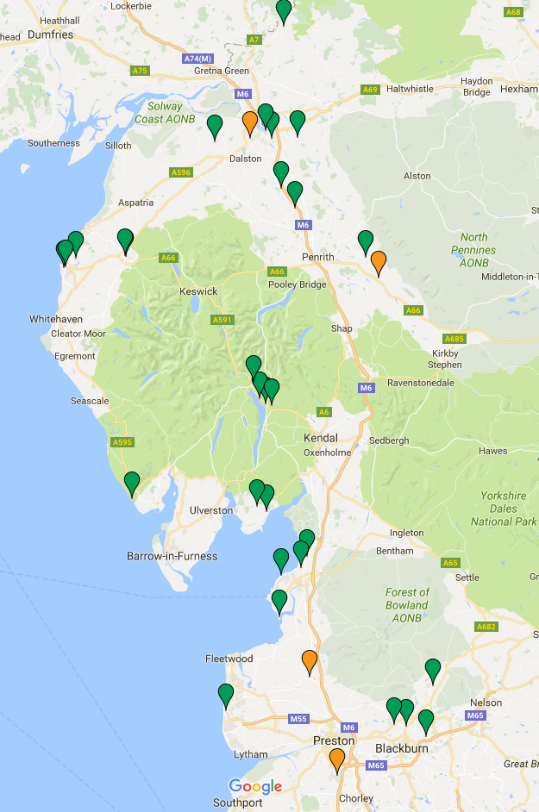 Lockerbie
A68
Heathhall
Dumfries
A7
A74(M)
A75
Gretna Green
M6
A69
Haltwhistle
Haydon
Bridge
Hexham
Solway
Coast AONB
Southerness
Silloth
Dalston
A596
Alston
Aspatria
M6
North
Pennines
AONB
Penrith
A66
A66
Middleton-in-T
Keswick
Pooley Bridge
A591
A66
Whitehaven
Cleator Moor
Shap
A685
Egremont
Kirkby
Stephen
M6
Ravenstonedale
Seascale
A6
A595
Kendal
Oxenholme
Sedbergh
Hawes
Ulverston
Yorkshire
Dales
National Park
Ingleton
Bentham
Barrow-in-Furness
A65
Settle
Forest of
Bowland
AONB
A682
Fleetwood
Nelson
M55
M6
M65
Preston
Blackburn
Lytham
M65
Google
Southport
Chorley